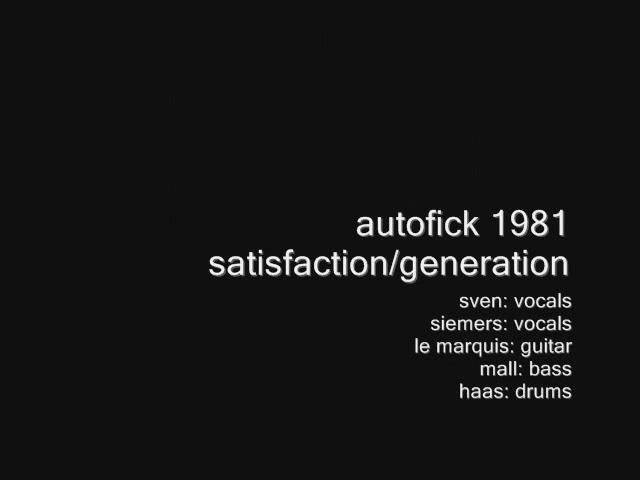 autofick 1981
satisfaction/generation
sven: vocals
siemers: vocals
le marquis: guitar
mall: bass
haas: drums